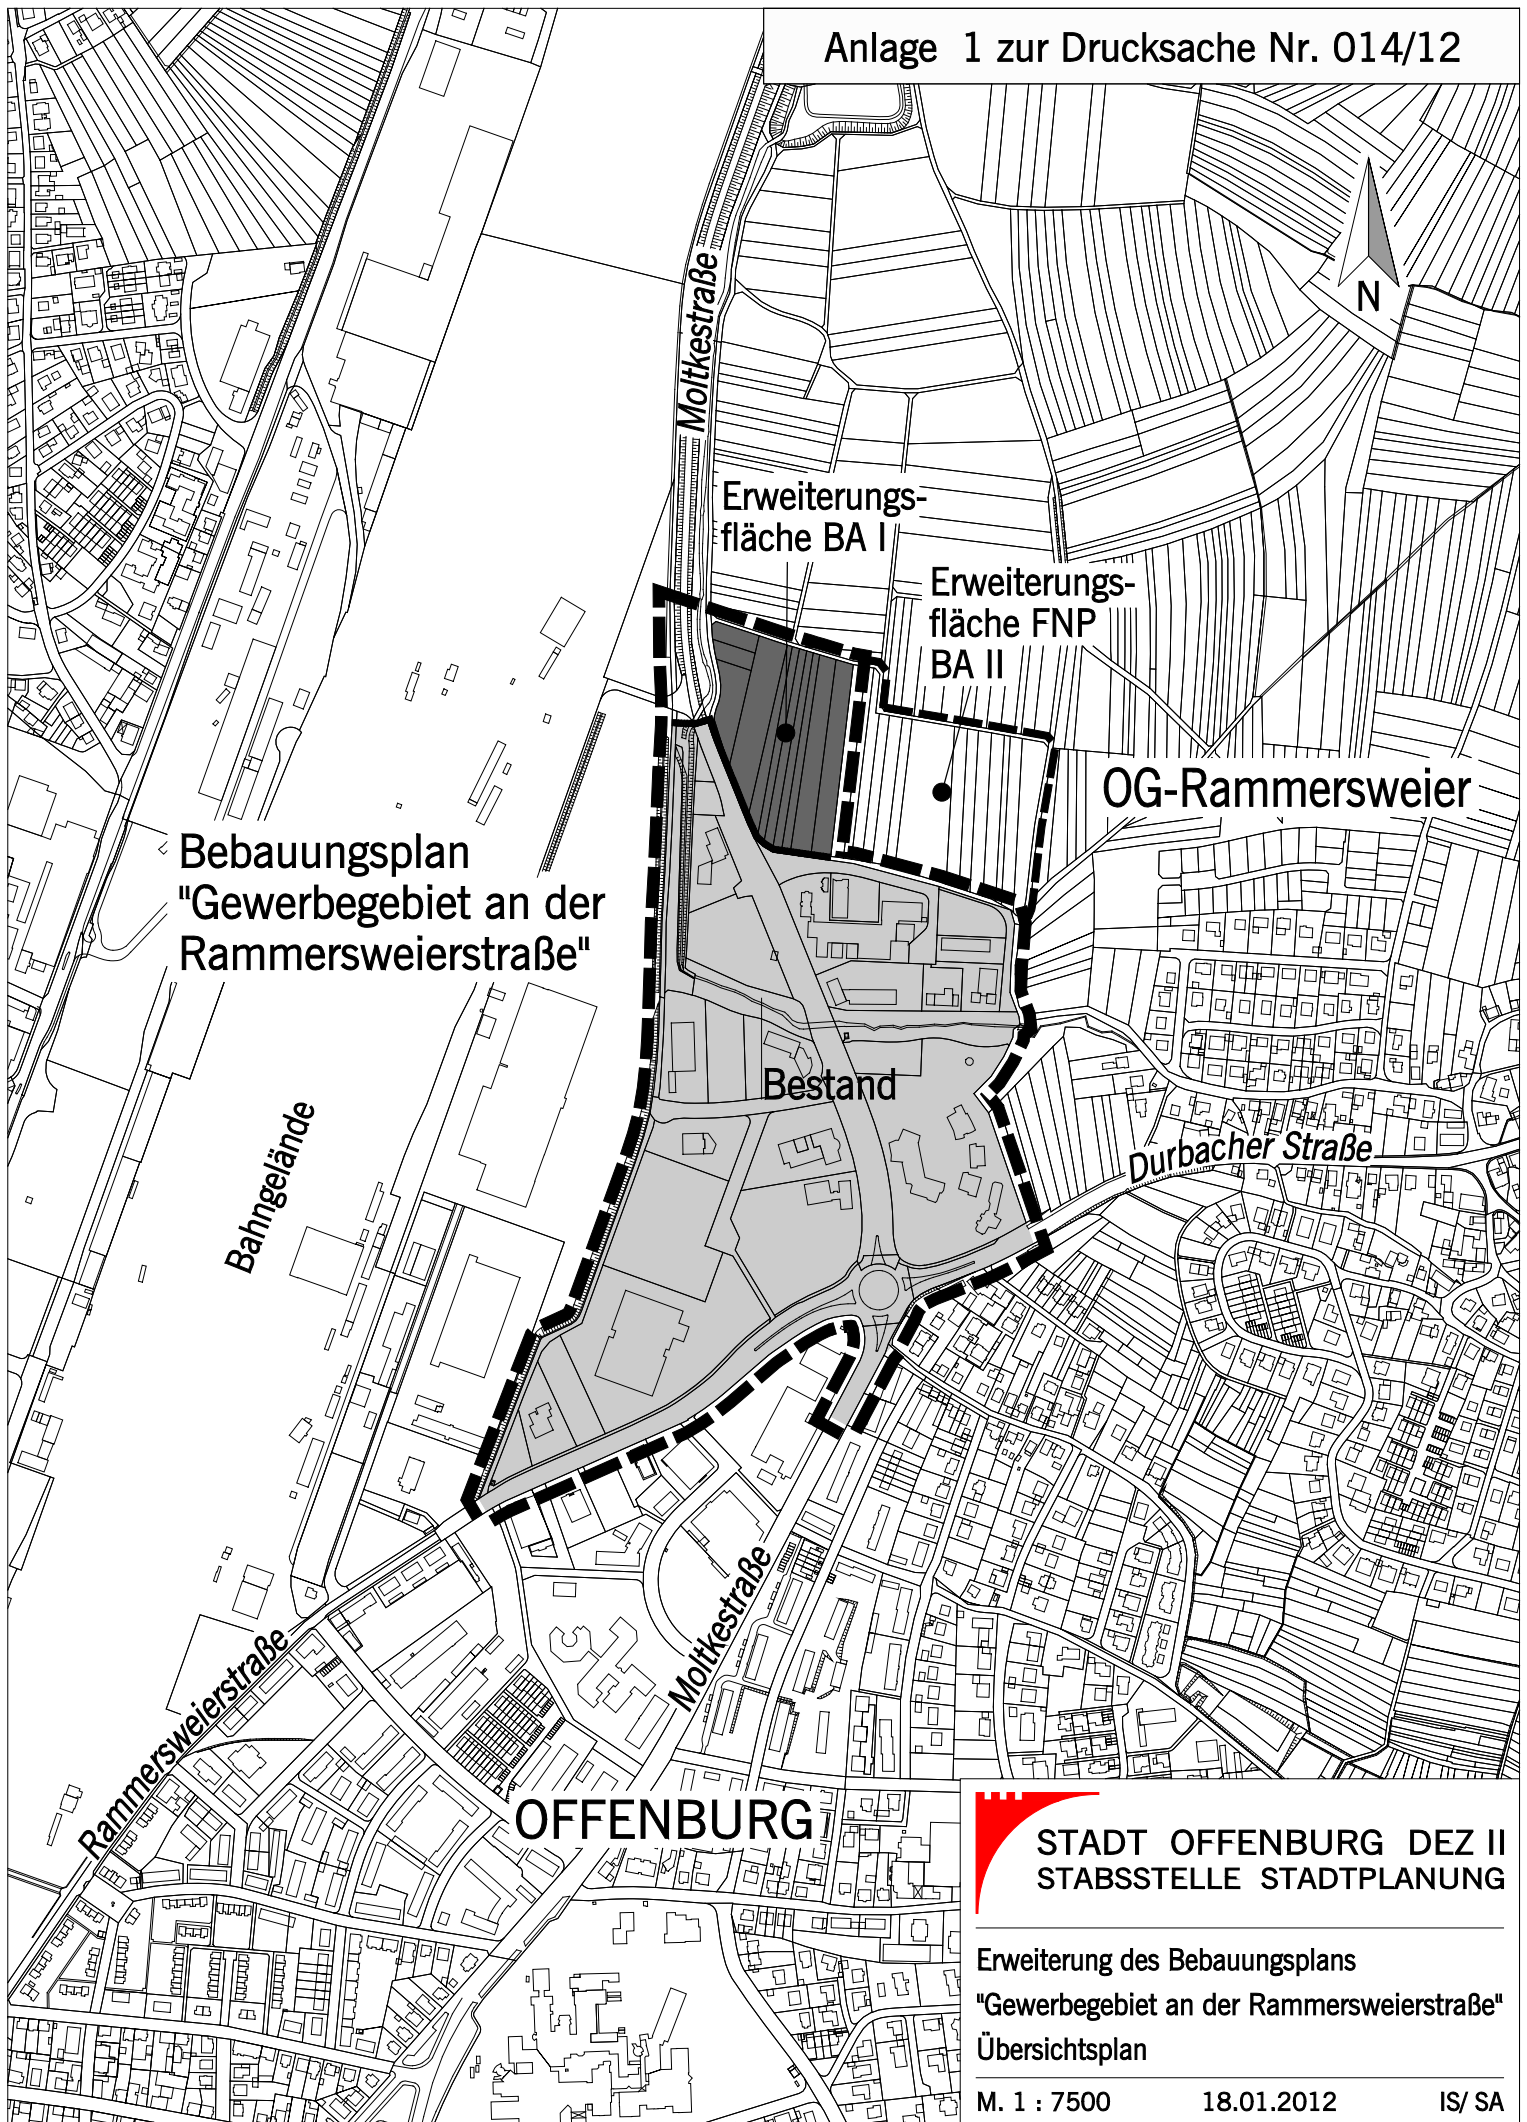 Anlage 1 zur Drucksache Nr. 014/12
N
Moltkestraße
Erweiterungs-
fläche BA I
Erweiterungs-
fläche FNP
BA II
OG-Rammersweier
Bebauungsplan
"Gewerbegebiet an der
Rammersweierstraße"
Bestand
Bahngelände
Durbacher Straße
Moltkestraße
Rammersweierstraße
OFFENBURG
STADT OFFENBURG DEZ II
STABSSTELLE STADTPLANUNG
Erweiterung des Bebauungsplans
"Gewerbegebiet an der Rammersweierstraße"
Übersichtsplan
M. 1 : 7500 18.01.2012 IS/ SA